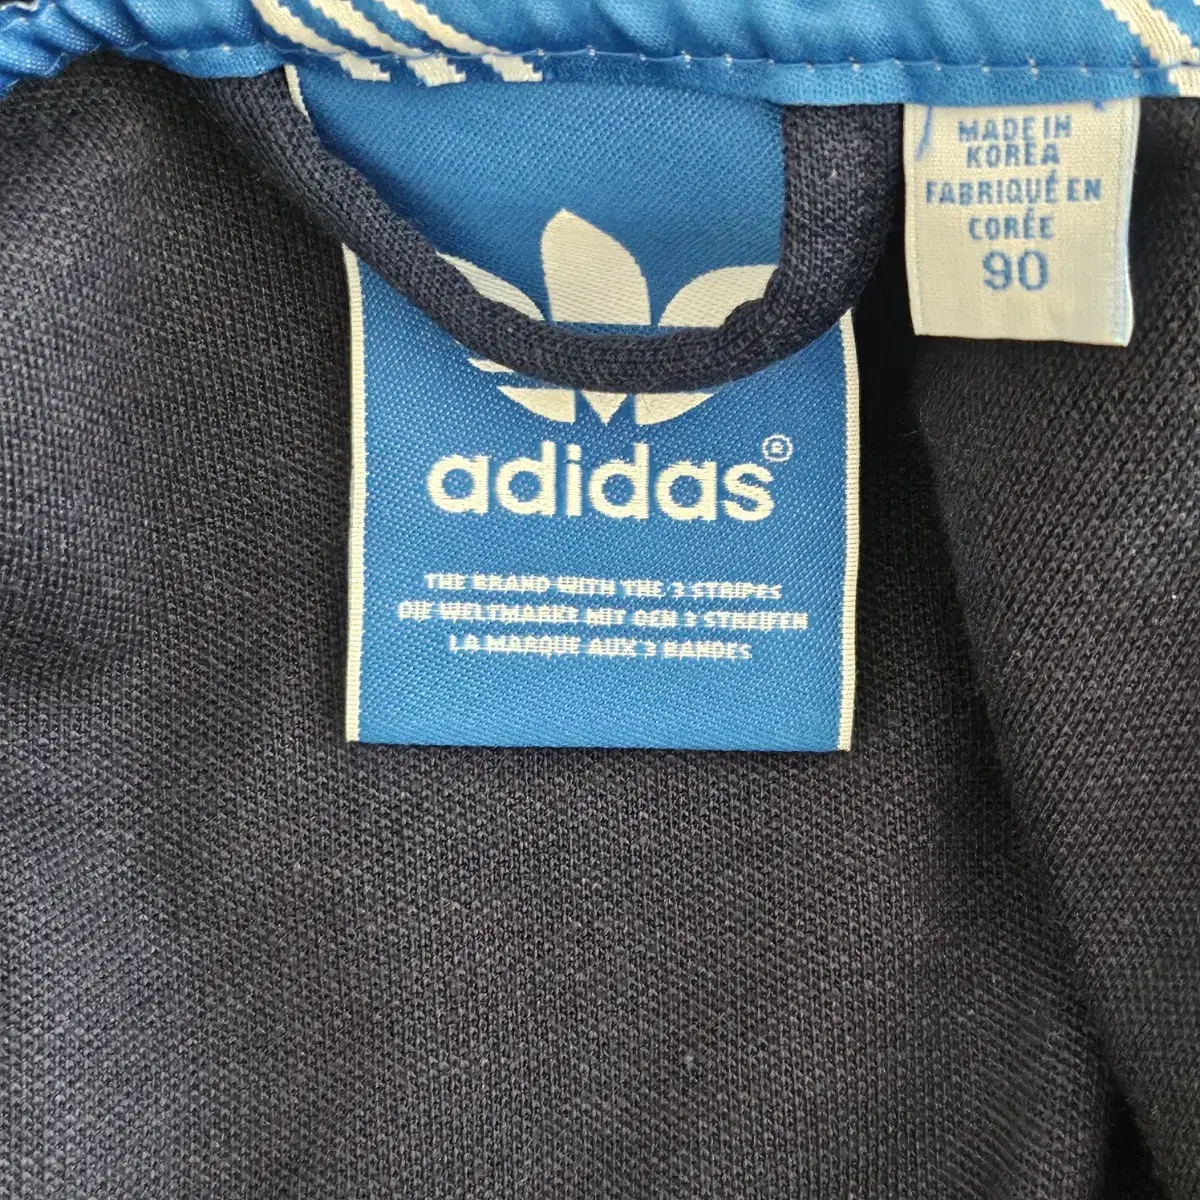 MADE IN
KOREA
FABRIQUÉ EN
CORÉE
90
adidas®
THE BRAND WITH THE 3 STRIPES
DIE WELTMARKE MIT DEN 3 STREIFEN
LA MARQUE AUX 3 BANDES